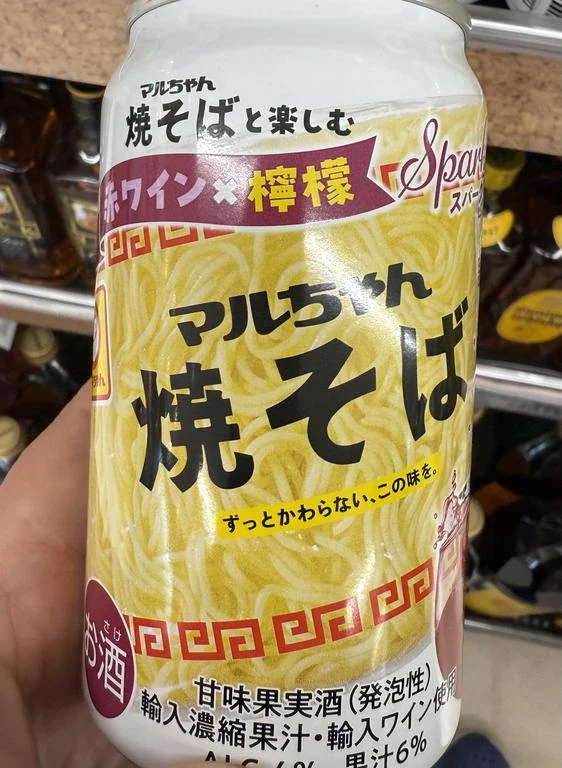 マルちゃん
焼そばと楽しむ
赤ワイン×檸檬
マルちゃん
焼そば
ずっとかわらない、この味を。
さけ
お酒
甘味果実酒(発泡性)
輸入濃縮果汁・輸入ワイン使用
果汁6%